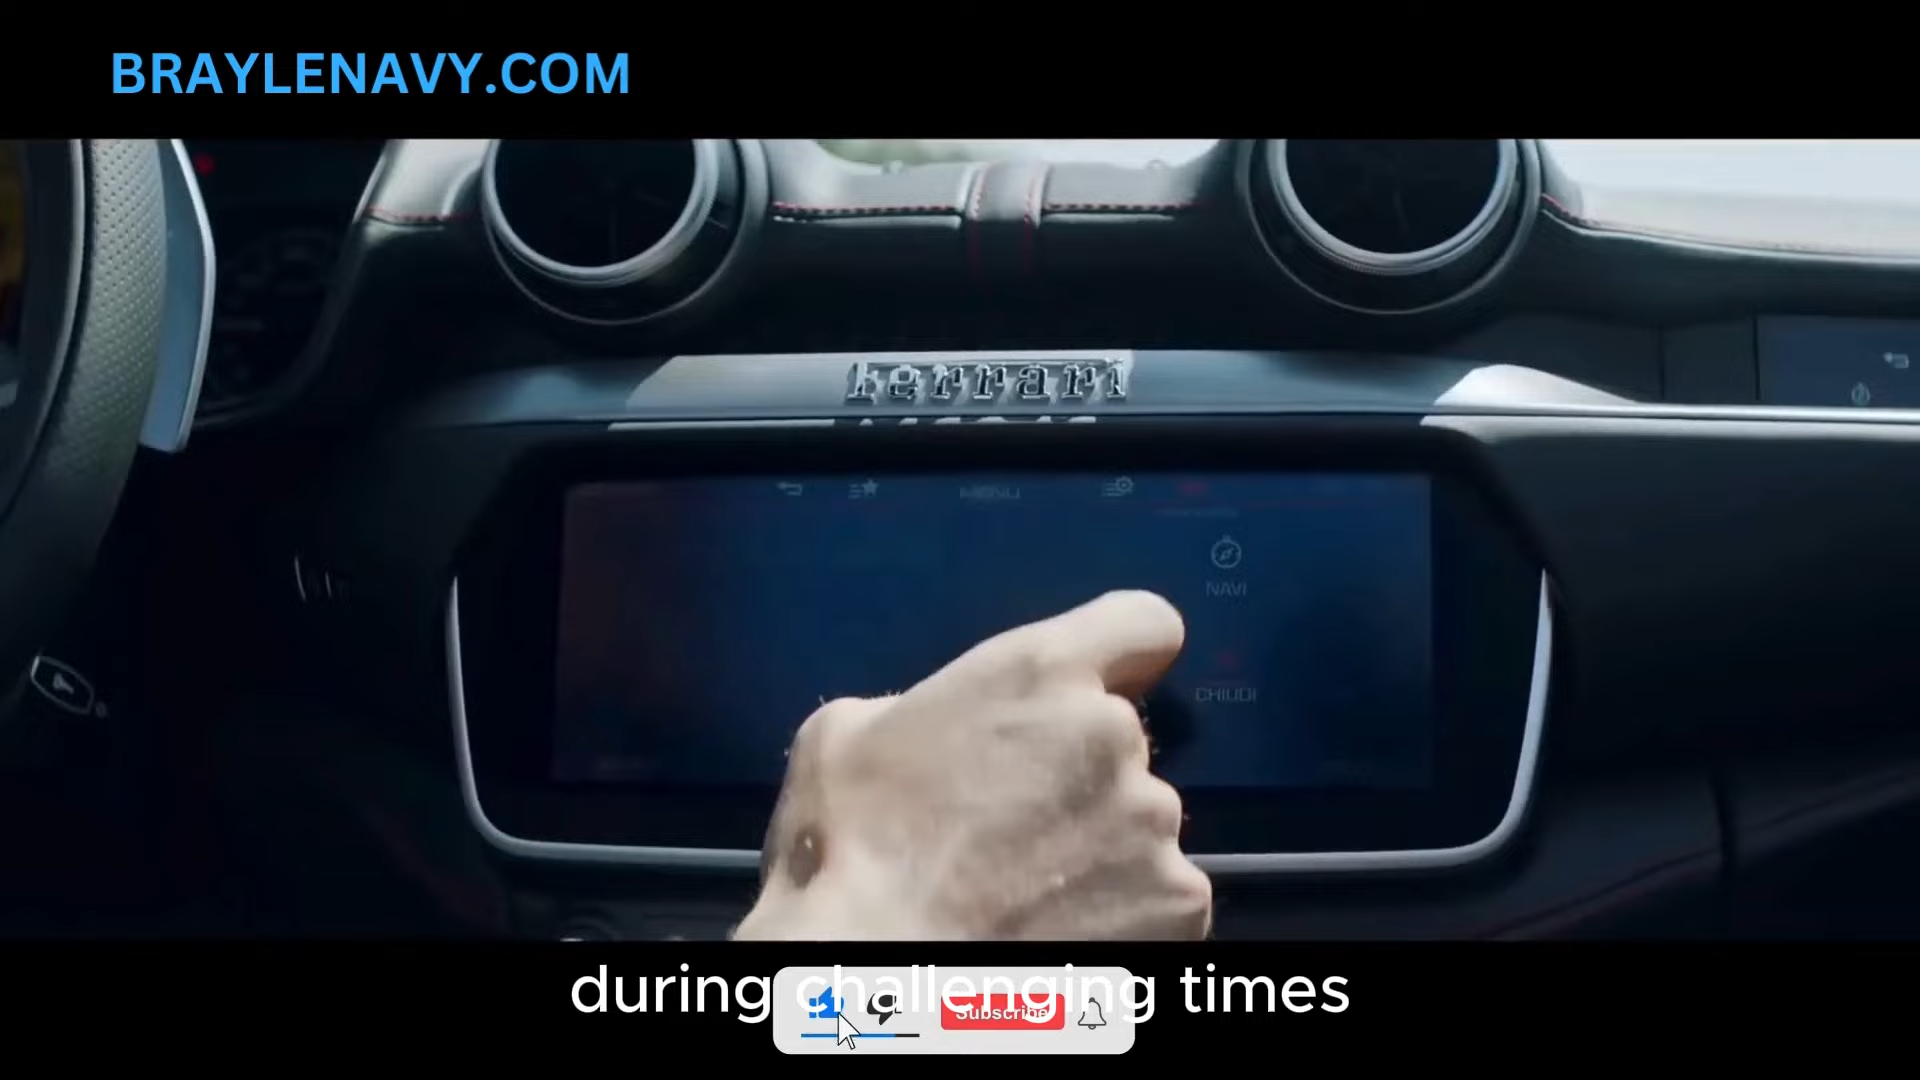 BRAYLENAVY.COM
Ferrari
MENU
NAVI
CHIUDI
during challenging times
Subscribe